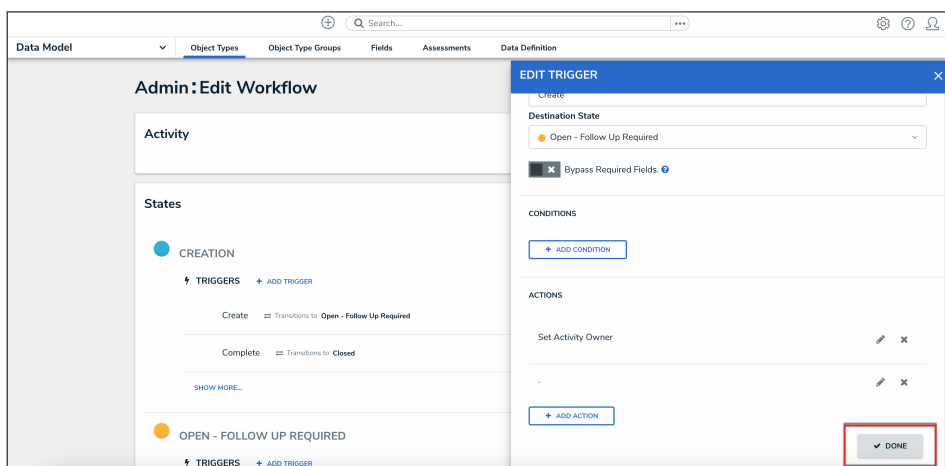 Search...
Data Model
Object Types
Object Type Groups
Fields
Assessments
Data Definition
Admin:Edit Workflow
Activity
States
CREATION
TRIGGERS + ADD TRIGGER
Create Transitions to Open - Follow Up Required
Complete Transitions to Closed
SHOW MORE...
OPEN - FOLLOW UP REQUIRED
TRIGGERS + ADD TRIGGER
EDIT TRIGGER
Create
Destination State
Open - Follow Up Required
Bypass Required Fields.
CONDITIONS
+ ADD CONDITION
ACTIONS
Set Activity Owner
.
+ ADD ACTION
DONE